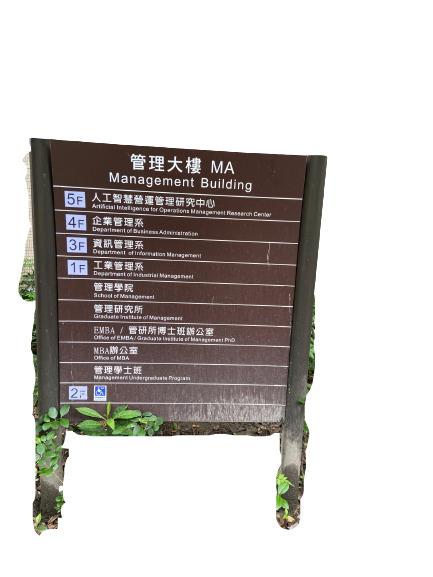 管理大樓 MA
Management Building
5F 人工智慧營運管理研究中心
Artificial Intelligence for Operations Management Research Center
4F 企業管理系
Department of Business Administration
3F 資訊管理系
Department of Information Management
1F 工業管理系
Department of Industrial Management
管理學院
School of Management
管理研究所
Graduate Institute of Management
EMBA / 管研所博士班辦公室
Office of EMBA / Graduate Institute of Management PhD
MBA辦公室
Office of MBA
管理學士班
Management Undergraduate Program
2F